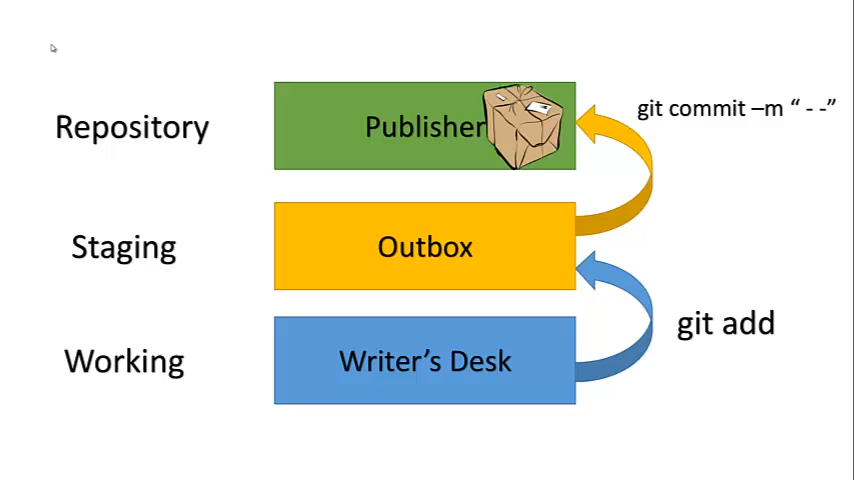 Repository
Publisher
git commit –m “ - -”
Staging
Outbox
git add
Working
Writer’s Desk